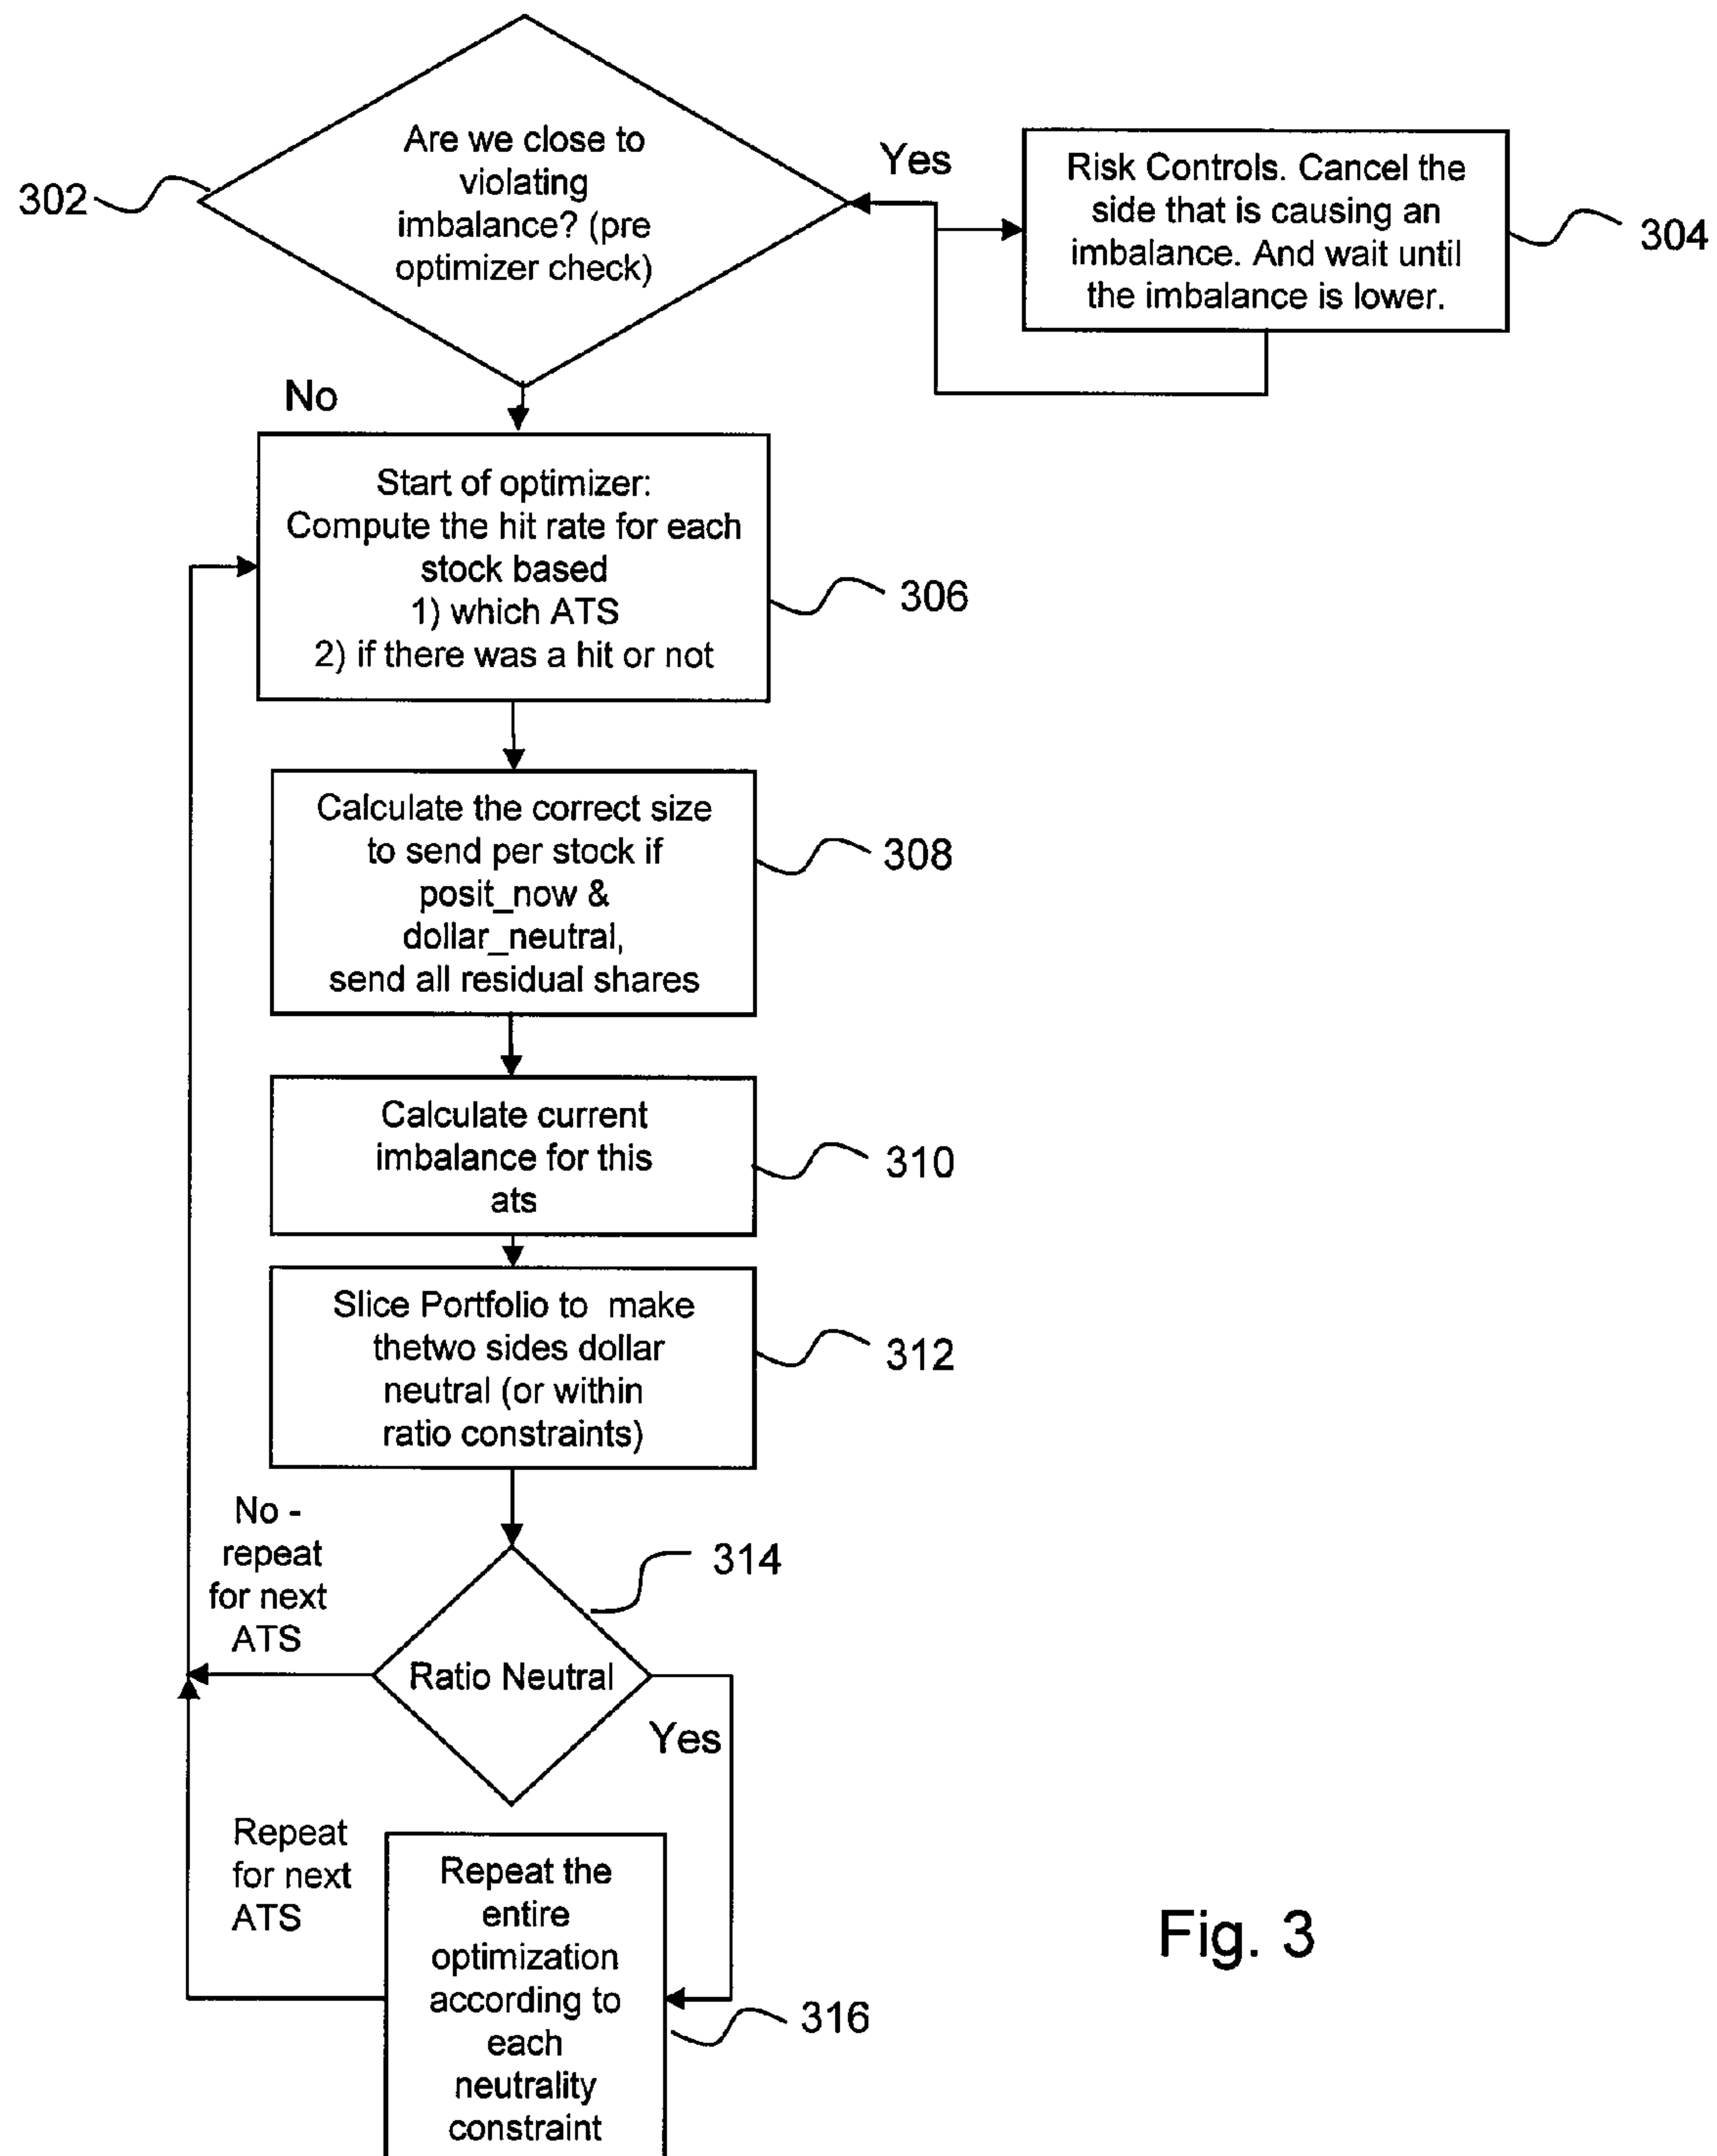 Are we close to
violating
imbalance? (pre
optimizer check)
302
Yes
Risk Controls. Cancel the
side that is causing an
imbalance. And wait until
the imbalance is lower.
304
No
Start of optimizer:
Compute the hit rate for each
stock based
1) which ATS
2) if there was a hit or not
306
Calculate the correct size
to send per stock if
posit_now &
dollar_neutral,
send all residual shares
308
Calculate current
imbalance for this
ats
310
Slice Portfolio to make
thetwo sides dollar
neutral (or within
ratio constraints)
312
No -
repeat
for next
ATS
314
Ratio Neutral
Yes
Repeat
for next
ATS
Repeat the
entire
optimization
according to
each
neutrality
constraint
316
Fig. 3